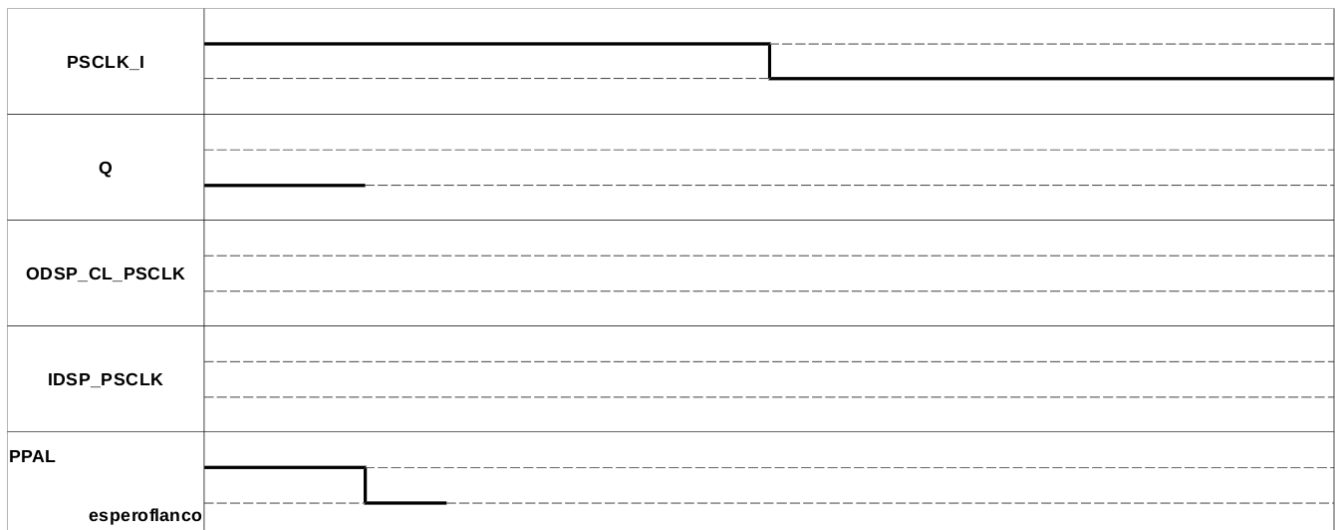 PSCLK_I
Q
ODSP_CL_PSCLK
IDSP_PSCLK
PPAL
esperoflanco